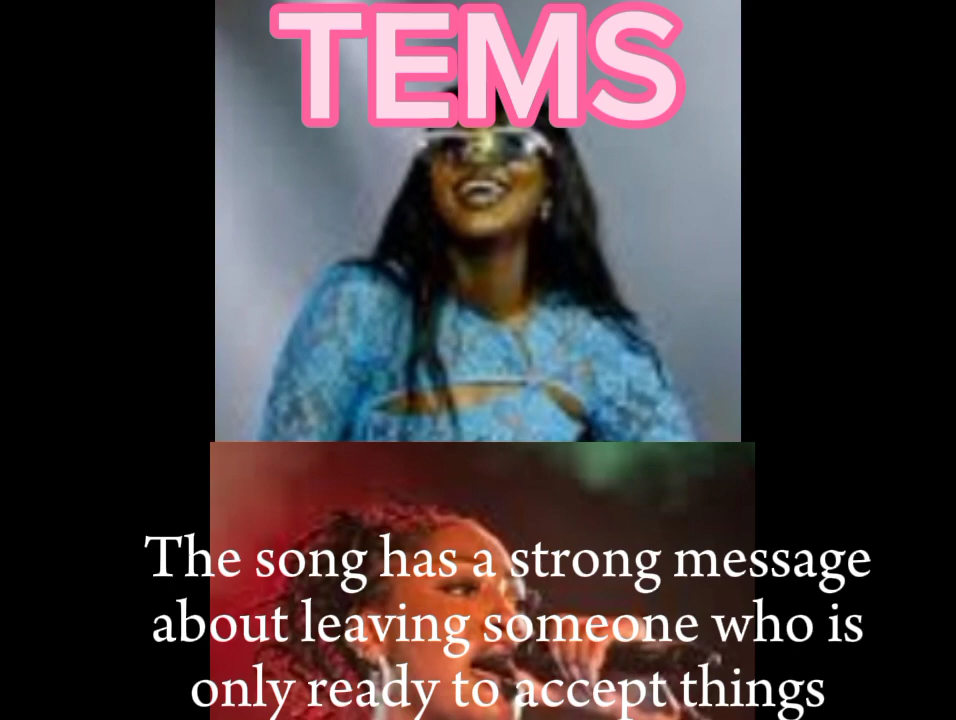 TEMS
The song has a strong message
about leaving someone who is
only ready to accept things